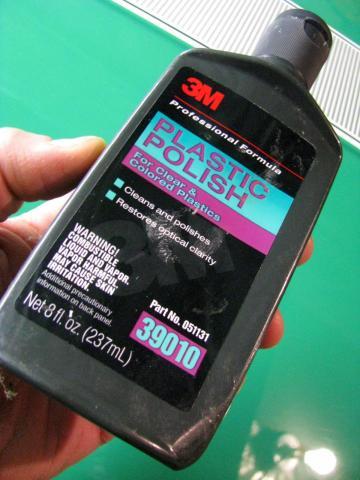 3M
Professional Formula
PLASTIC
POLISH
For Clear &
Colored Plastics
Cleans and polishes
Restores optical clarity
3M
WARNING!
COMBUSTIBLE
LIQUID AND VAPOR.
MAY CAUSE SKIN
IRRITATION.
Additional precautionary
information on back panel.
Part No. 051131
39010
Net 8 fl. oz. (237mL)